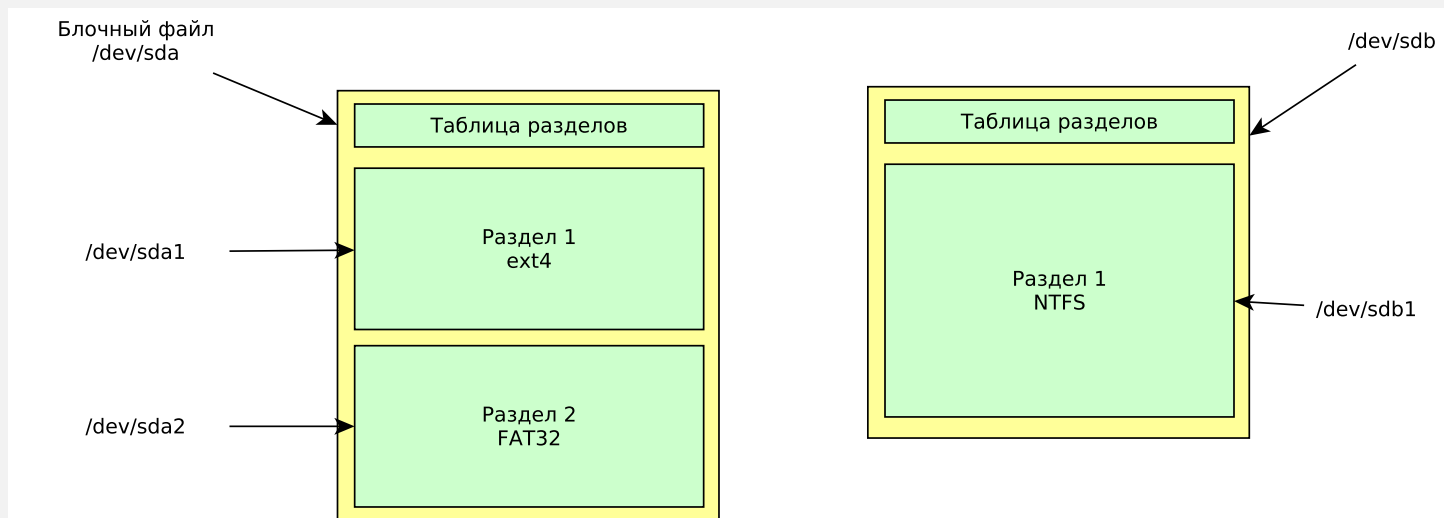 Блочный файл
/dev/sda
/dev/sdb
Таблица разделов
Таблица разделов
/dev/sda1
Раздел 1
ext4
Раздел 1
NTFS
/dev/sdb1
/dev/sda2
Раздел 2
FAT32